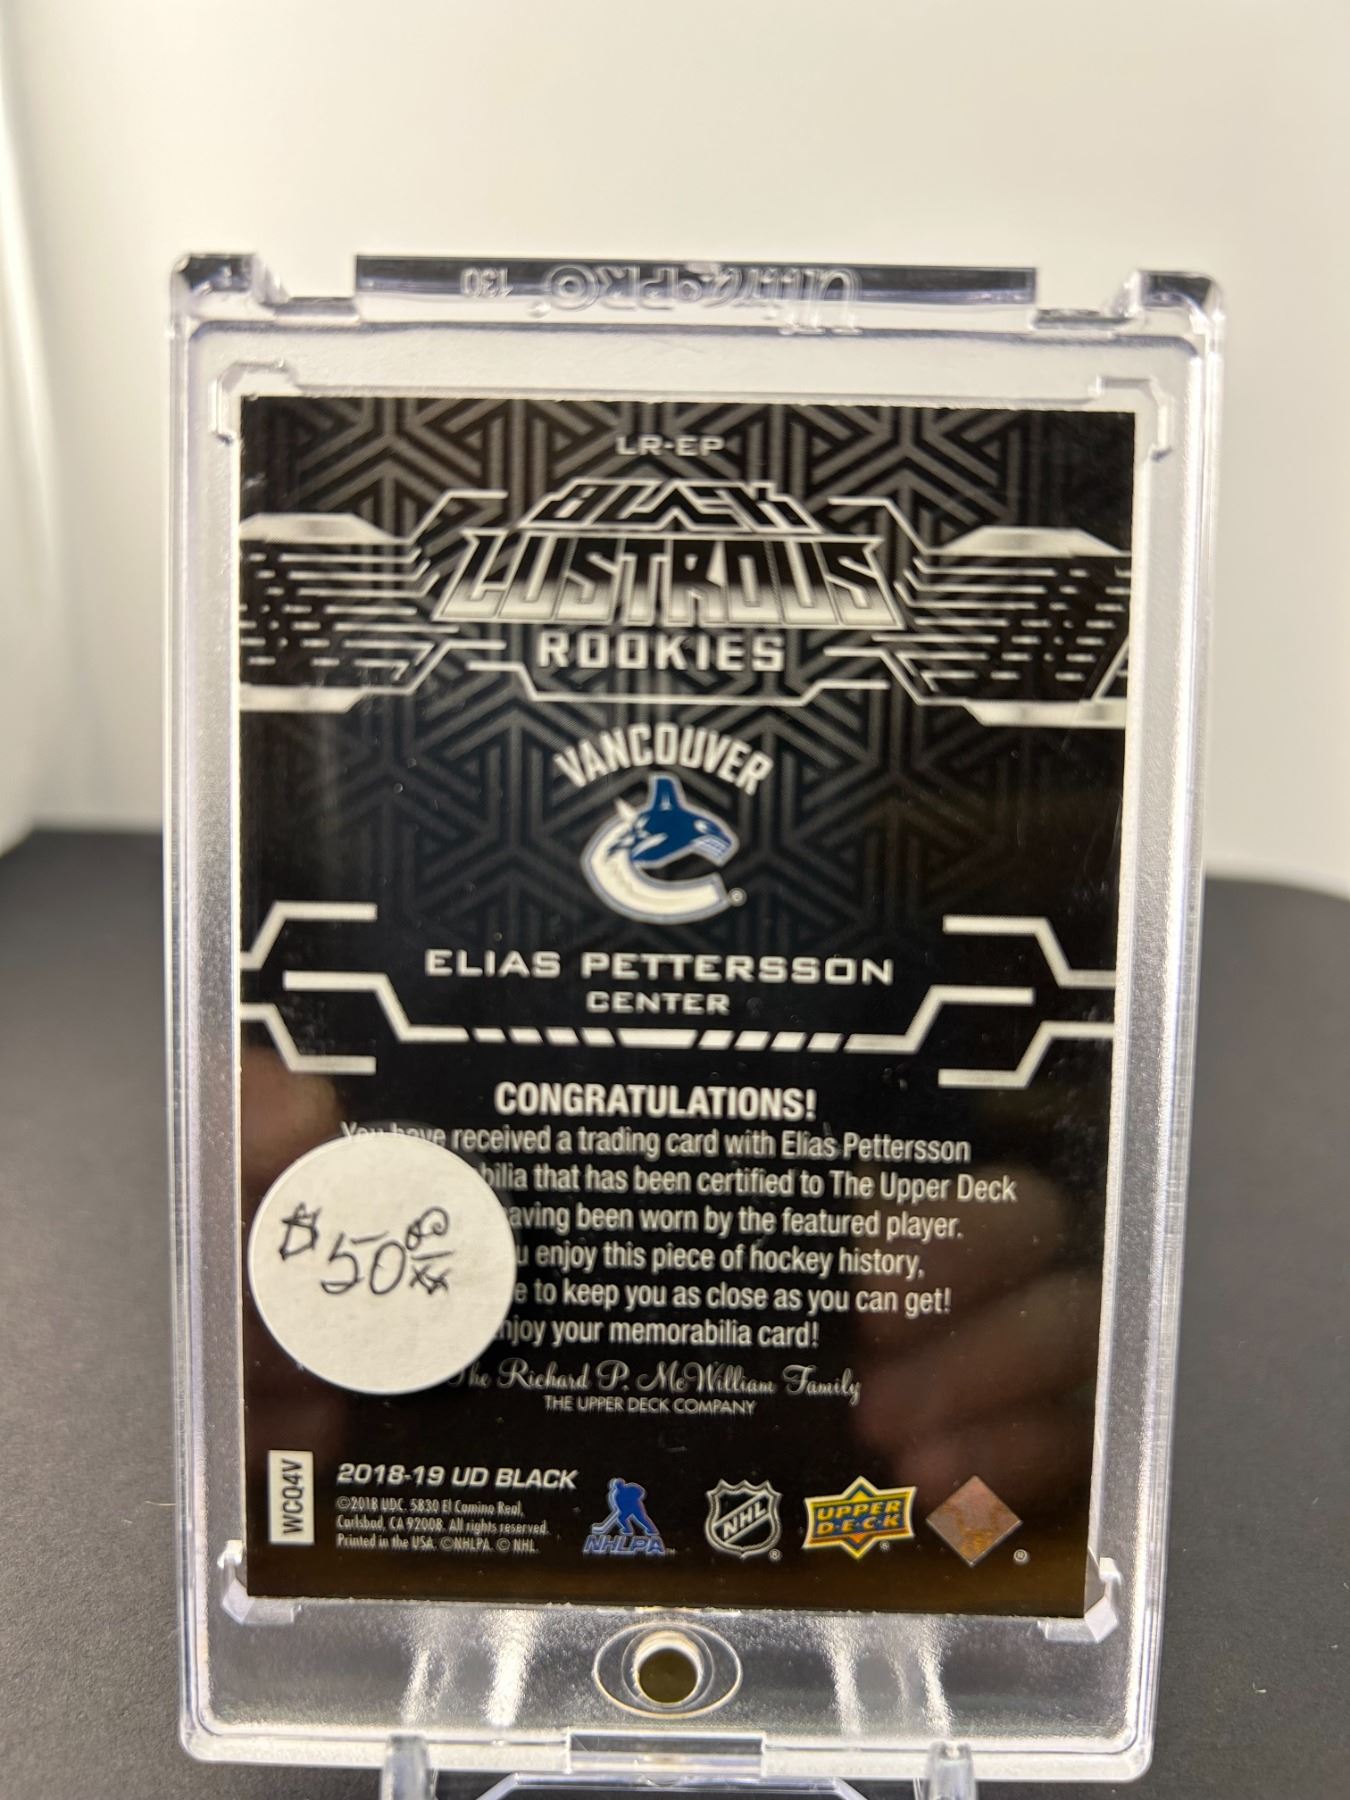 UltraPRO 130
LR-EP
BLACK
LUSTROUS
ROOKIES
VANCOUVER
ELIAS PETTERSSON
CENTER
CONGRATULATIONS!
You have received a trading card with Elias Pettersson
bilia that has been certified to The Upper Deck
aving been worn by the featured player.
u enjoy this piece of hockey history,
e to keep you as close as you can get!
njoy your memorabilia card!
$50.00
The Richard P. McWilliam Family
THE UPPER DECK COMPANY
WCQ4V
2018-19 UD BLACK
©2018 UDC. 5830 El Camino Real,
Carlsbad, CA 92008. All rights reserved.
Printed in the USA. ©NHLPA. © NHL.
NHLPA™
NHL ®
UPPER DECK ®
®